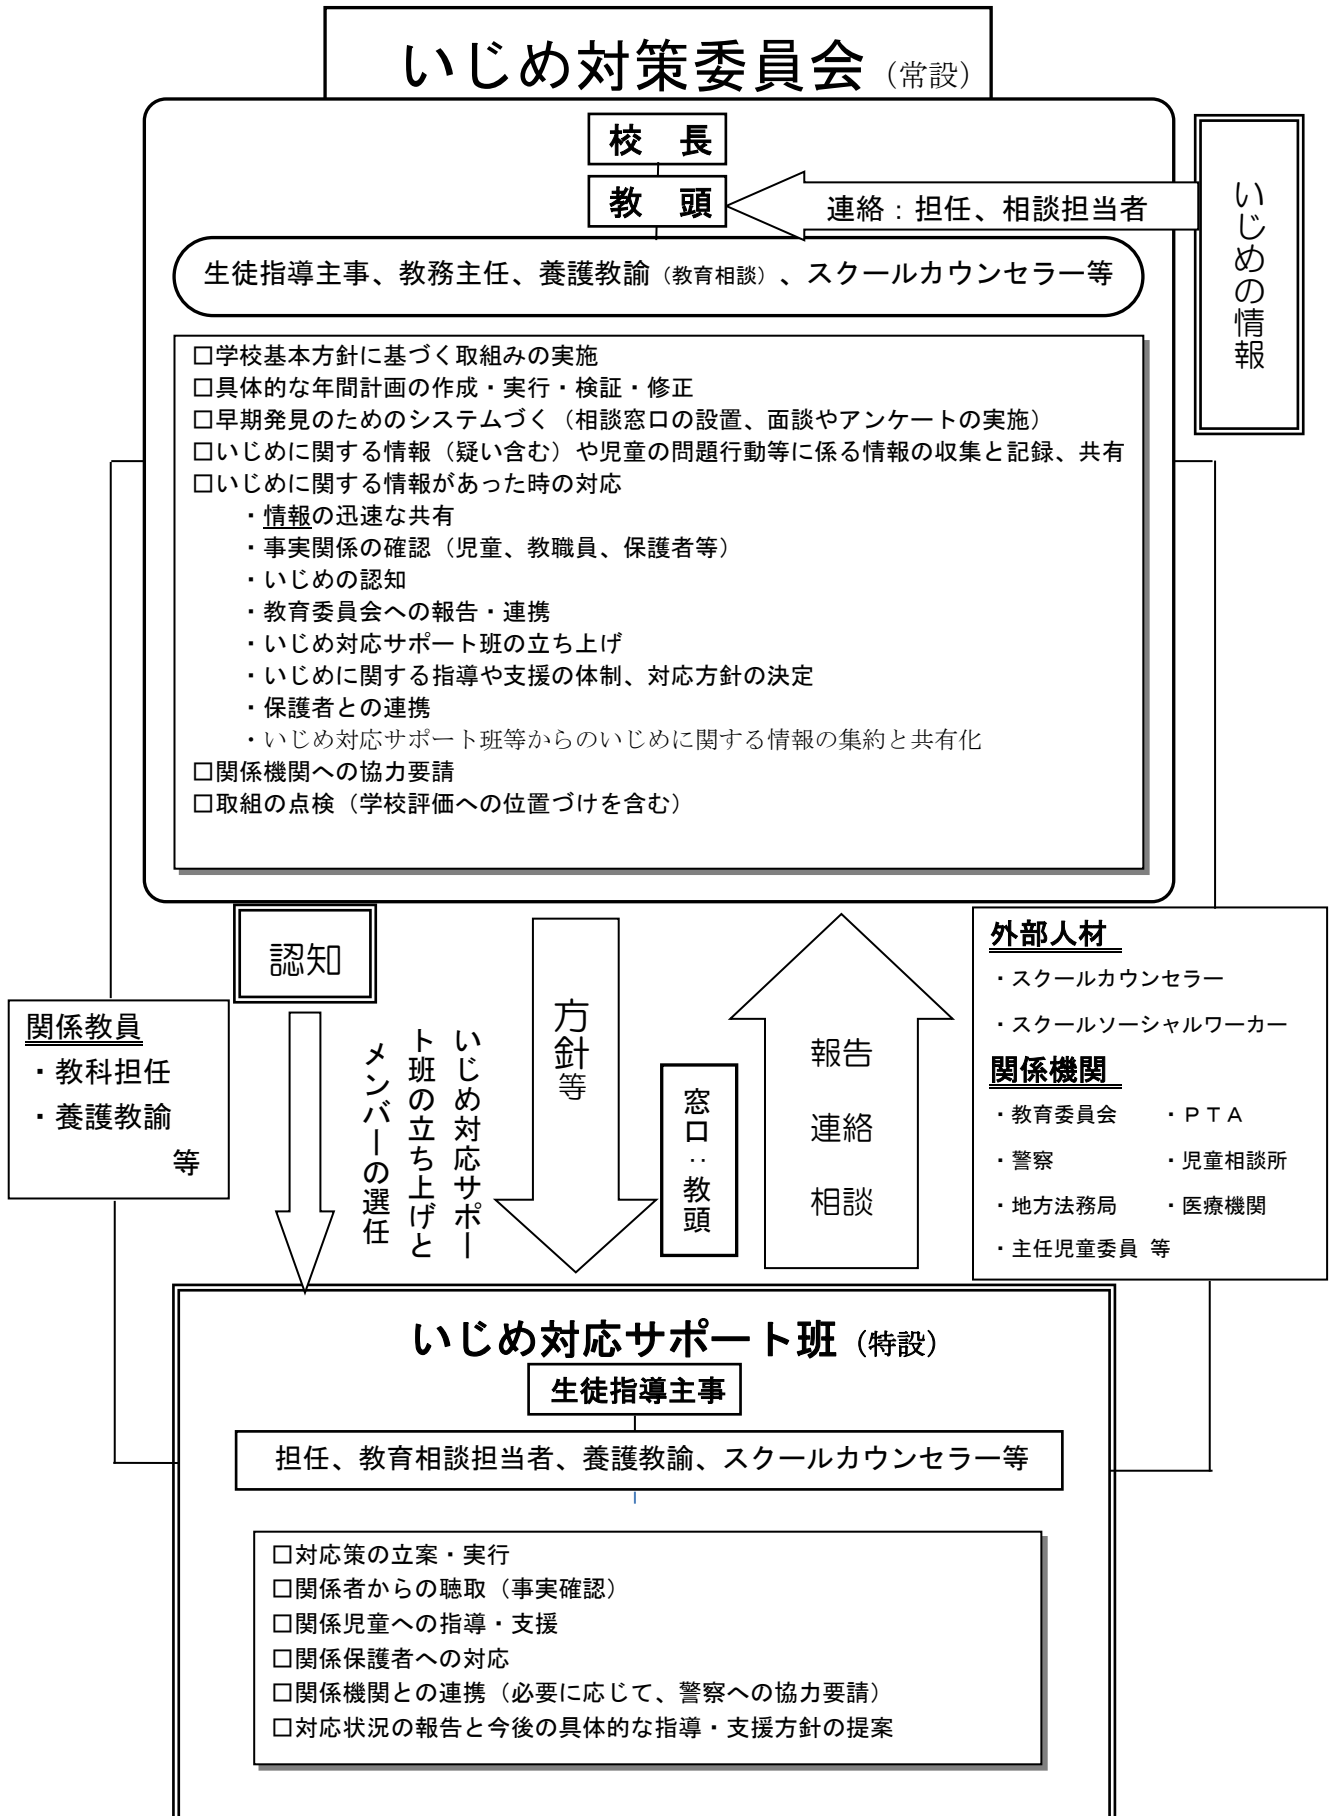 いじめ対策委員会（常設）
校　長
教　頭
連絡：担任、相談担当者
いじめの情報
生徒指導主事、教務主任、養護教諭（教育相談）、スクールカウンセラー等
□学校基本方針に基づく取組みの実施
□具体的な年間計画の作成・実行・検証・修正
□早期発見のためのシステムづく（相談窓口の設置、面談やアンケートの実施）
□いじめに関する情報（疑い含む）や児童の問題行動等に係る情報の収集と記録、共有
□いじめに関する情報があった時の対応
・情報の迅速な共有
・事実関係の確認（児童、教職員、保護者等）
・いじめの認知
・教育委員会への報告・連携
・いじめ対応サポート班の立ち上げ
・いじめに関する指導や支援の体制、対応方針の決定
・保護者との連携
・いじめ対応サポート班等からのいじめに関する情報の集約と共有化
□関係機関への協力要請
□取組の点検（学校評価への位置づけを含む）
認知
関係教員
・教科担任
・養護教諭
等
いじめ対応サポー
ト班の立ち上げと
メンバーの選任
方針等
窓口：教頭
報告
連絡
相談
外部人材
・スクールカウンセラー
・スクールソーシャルワーカー
関係機関
・教育委員会　・ＰＴＡ
・警察　・児童相談所
・地方法務局　・医療機関
・主任児童委員 等
いじめ対応サポート班（特設）
生徒指導主事
担任、教育相談担当者、養護教諭、スクールカウンセラー等
□対応策の立案・実行
□関係者からの聴取（事実確認）
□関係児童への指導・支援
□関係保護者への対応
□関係機関との連携（必要に応じて、警察への協力要請）
□対応状況の報告と今後の具体的な指導・支援方針の提案